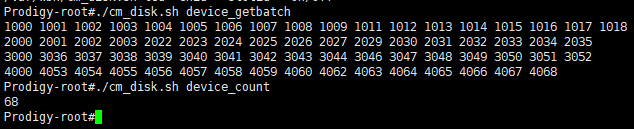 Prodigy-root#./cm_disk.sh device_getbatch
1000 1001 1002 1003 1004 1005 1006 1007 1008 1009 1010 1011 1012 1013 1014 1015 1016 1017 1018
2000 2001 2002 2003 2022 2023 2024 2025 2026 2027 2029 2030 2031 2032 2033 2034 2035
3000 3036 3037 3038 3039 3040 3041 3042 3043 3044 3045 3046 3047 3048 3049 3050 3051 3052
4000 4053 4054 4055 4056 4057 4058 4059 4060 4062 4063 4064 4065 4066 4067 4068
Prodigy-root#./cm_disk.sh device_count
68
Prodigy-root#